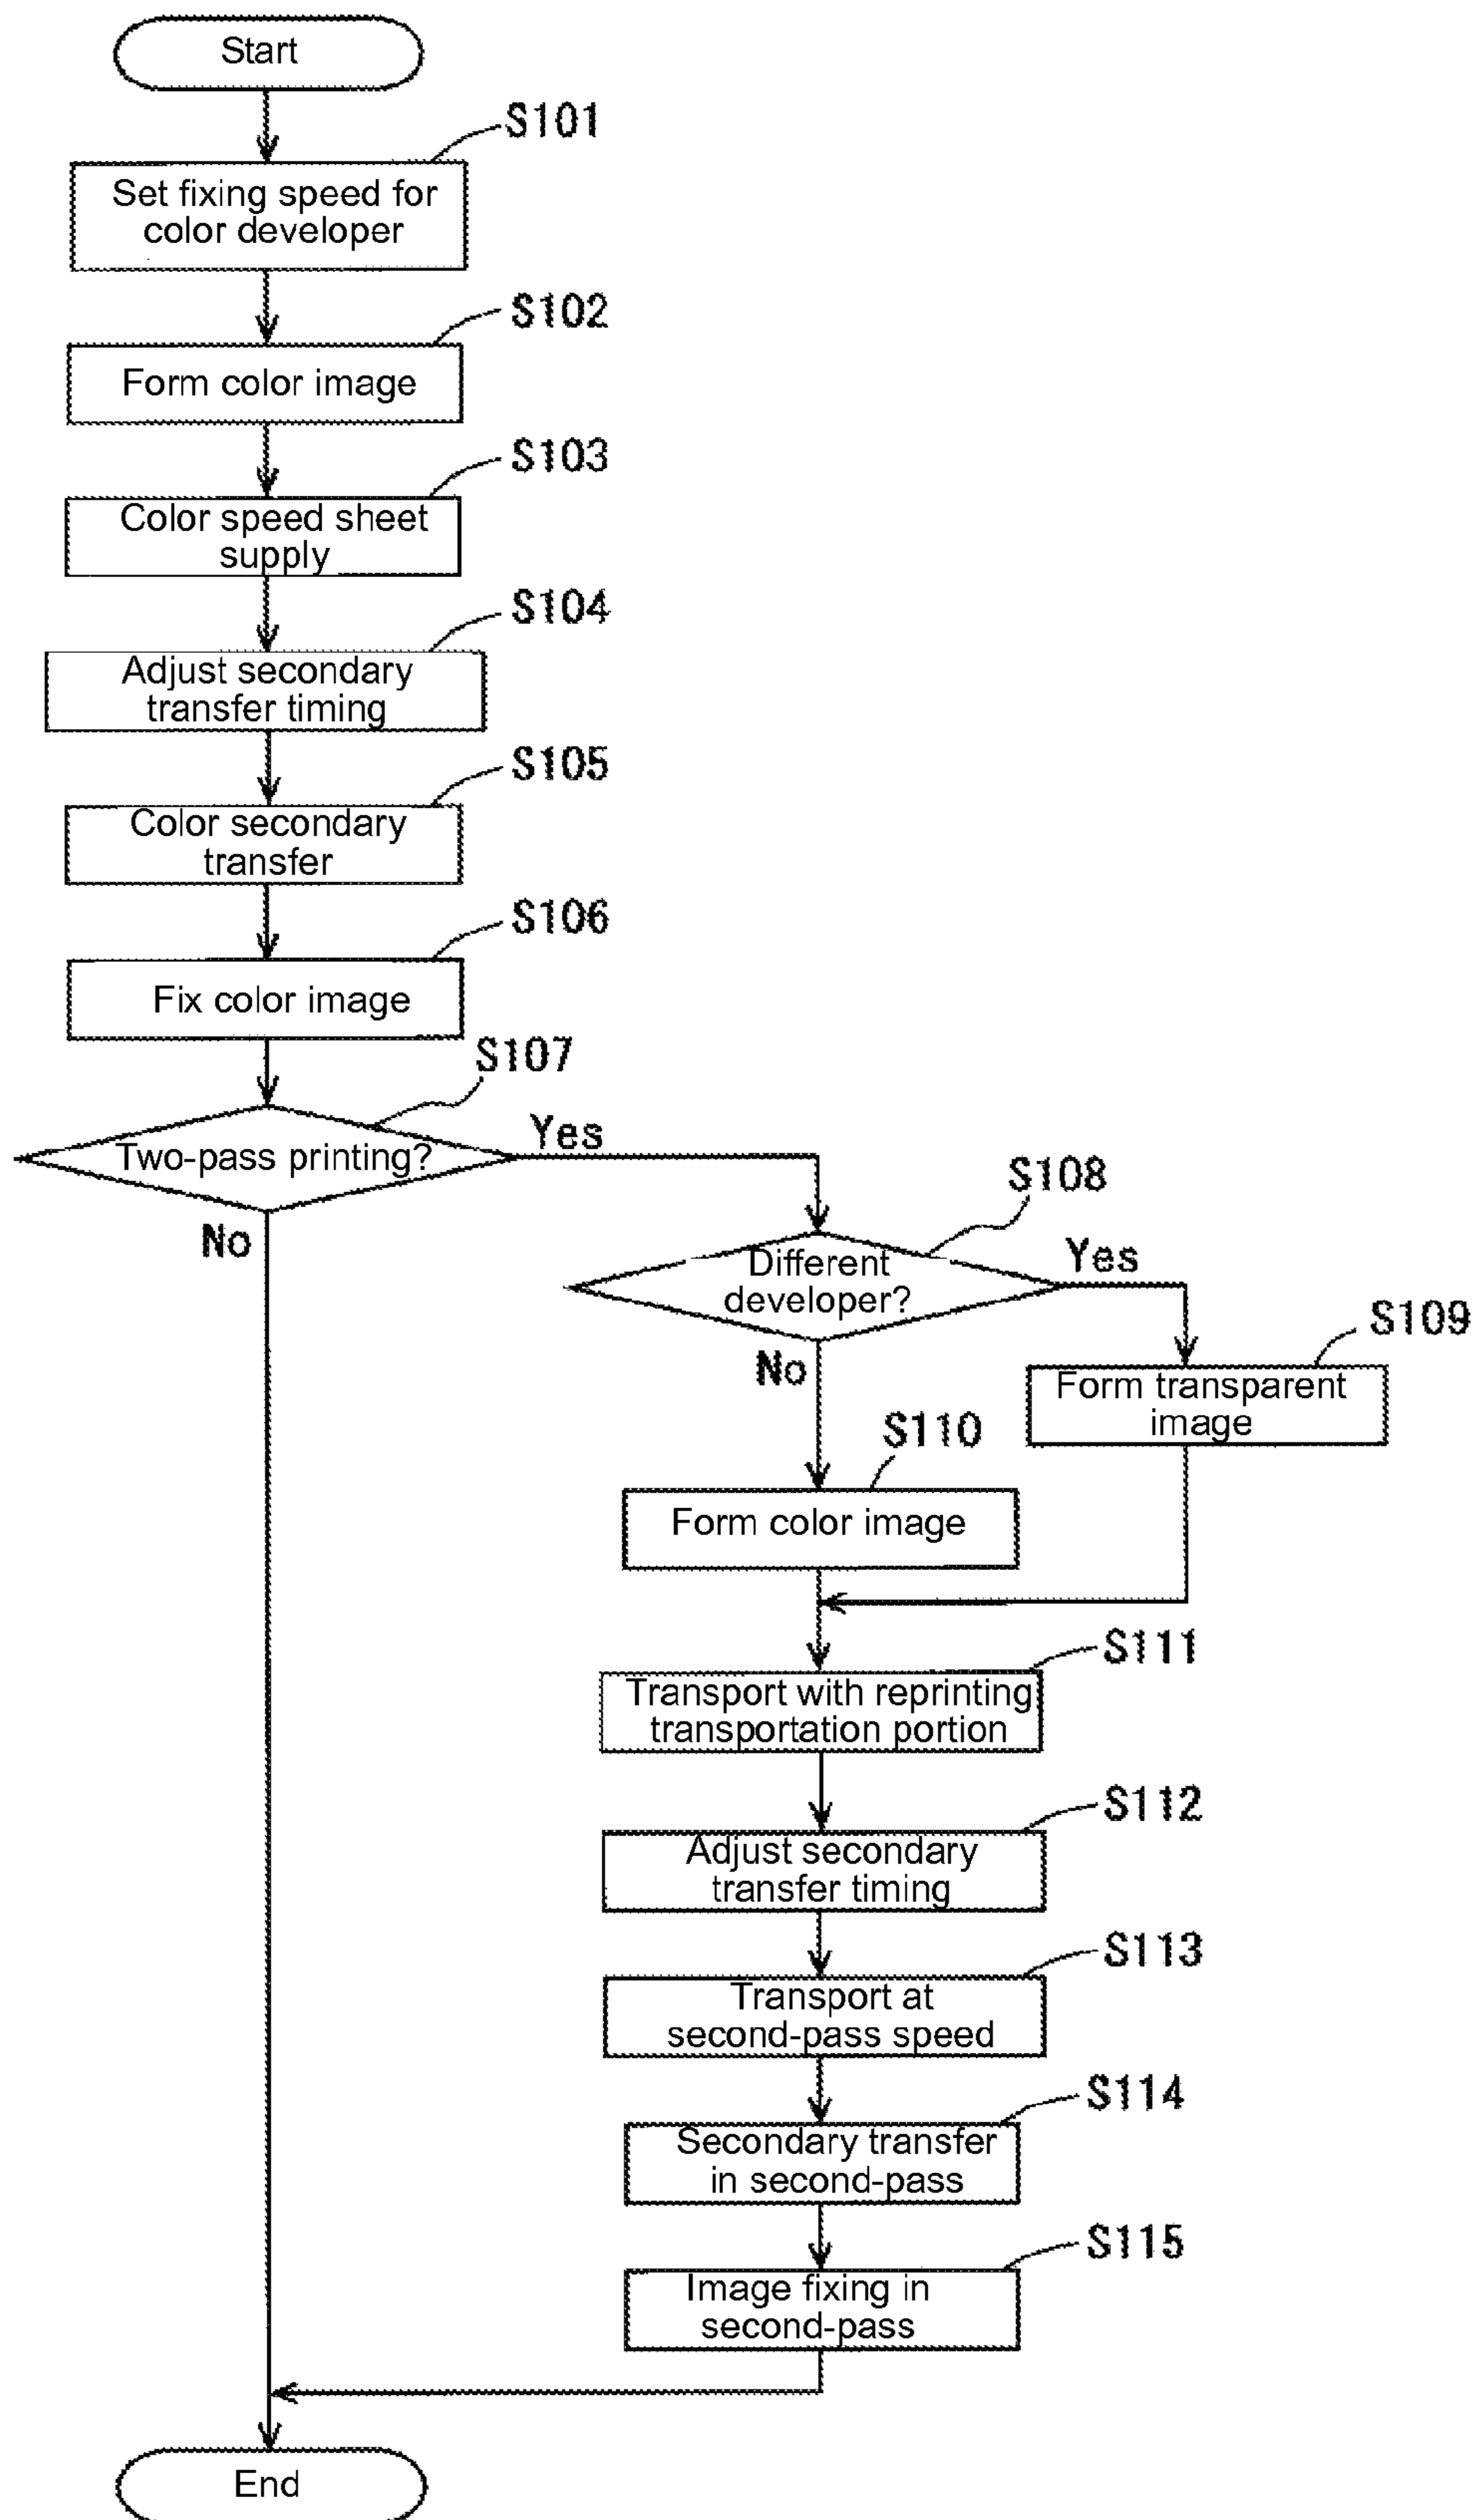 Start
S101
Set fixing speed for
color developer
S102
Form color image
S103
Color speed sheet
supply
S104
Adjust secondary
transfer timing
S105
Color secondary
transfer
S106
Fix color image
S107
Two-pass printing?
Yes
No
S108
Different
developer?
Yes
No
S109
Form transparent
image
S110
Form color image
S111
Transport with reprinting
transportation portion
S112
Adjust secondary
transfer timing
S113
Transport at
second-pass speed
S114
Secondary transfer
in second-pass
S115
Image fixing in
second-pass
End